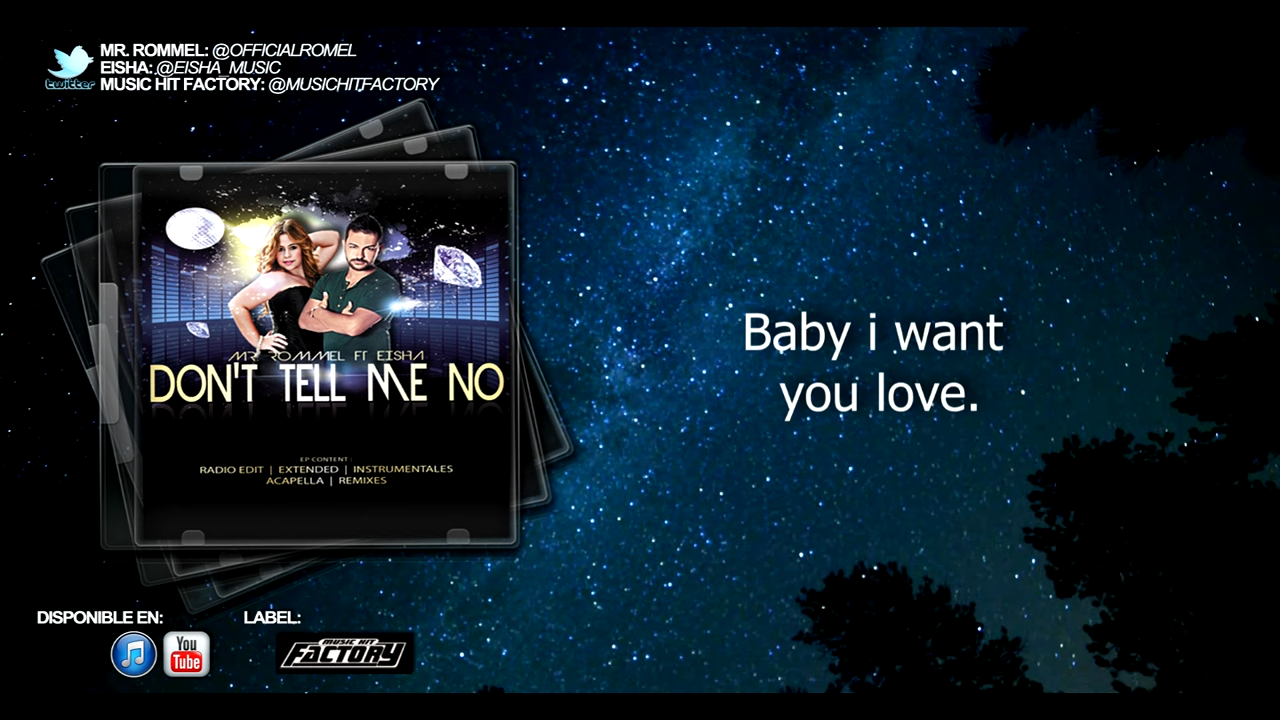 MR. ROMMEL: @OFFICIALROMEL
EISHA: @EISHA_MUSIC
twitter
MUSIC HIT FACTORY: @MUSICHITFACTORY
MR. ROMMEL FT EISHA
DON'T TELL ME NO
EP CONTENT:
RADIO EDIT | EXTENDED | INSTRUMENTALES
ACAPELLA | REMIXES
Baby i want
you love.
DISPONIBLE EN:
LABEL:
You
Tube
MUSIC HIT
FACTORY